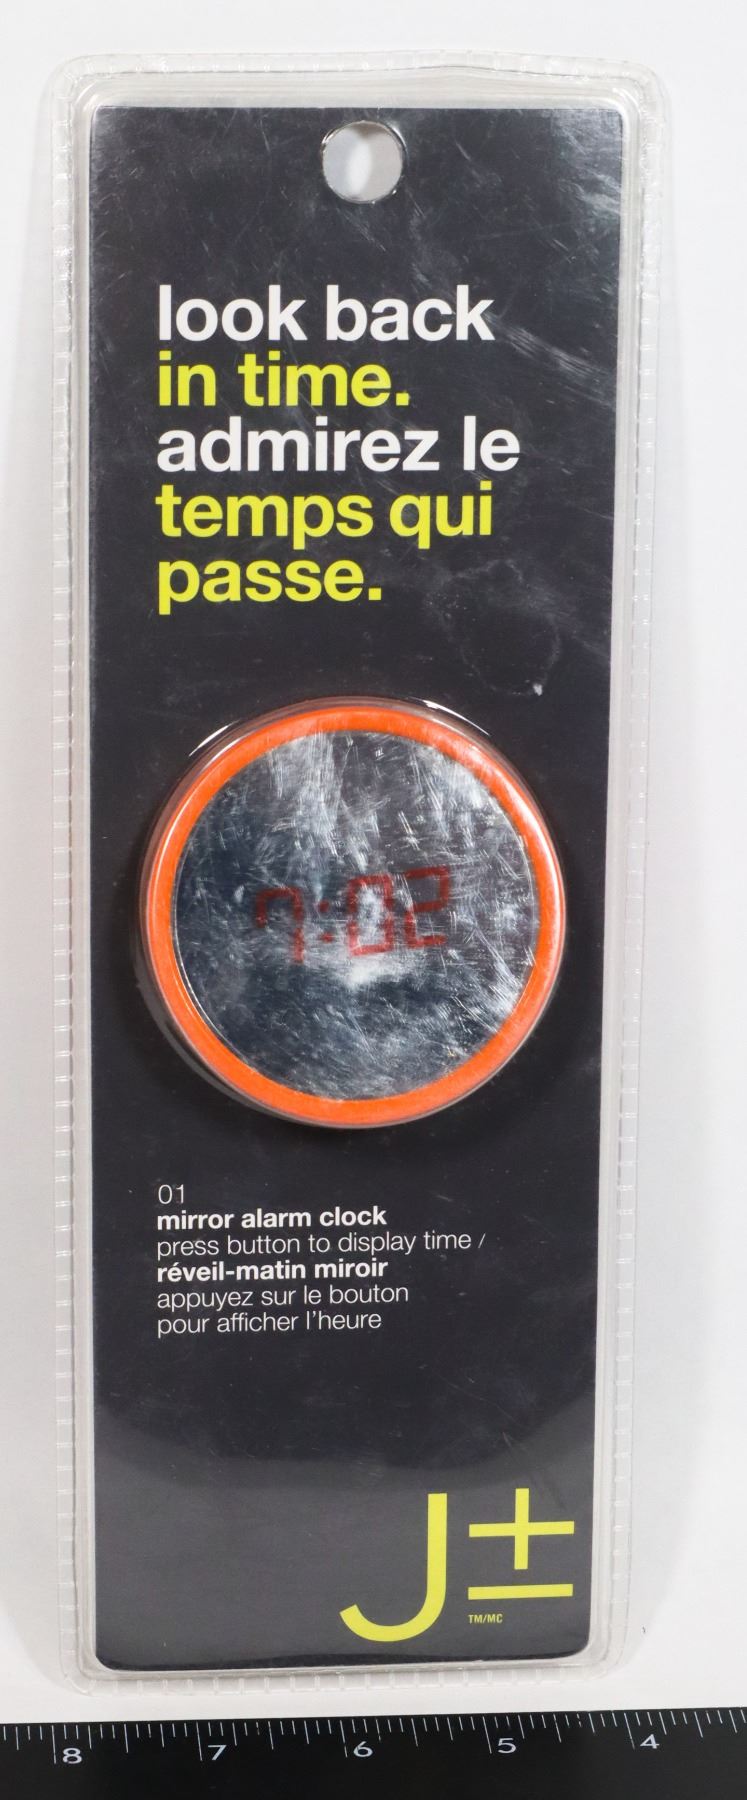 look back
in time.
admirez le
temps qui
passe.
7:02
01
mirror alarm clock
press button to display time /
réveil-matin miroir
appuyez sur le bouton
pour afficher l'heure
J±
TM/MC
8 7 6 5 4